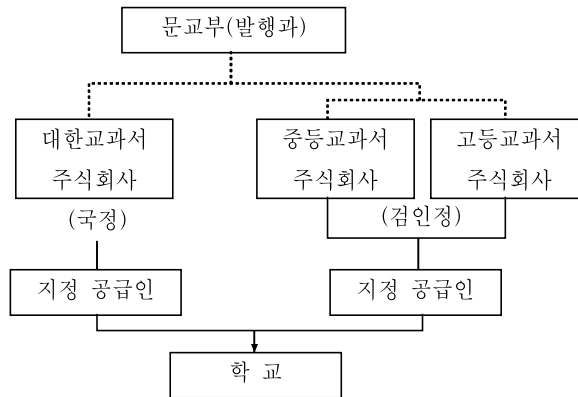 문교부(발행과)
대한교과서
주식회사
중등교과서
주식회사
고등교과서
주식회사
(국정)
(검인정)
지정 공급인
지정 공급인
학 교